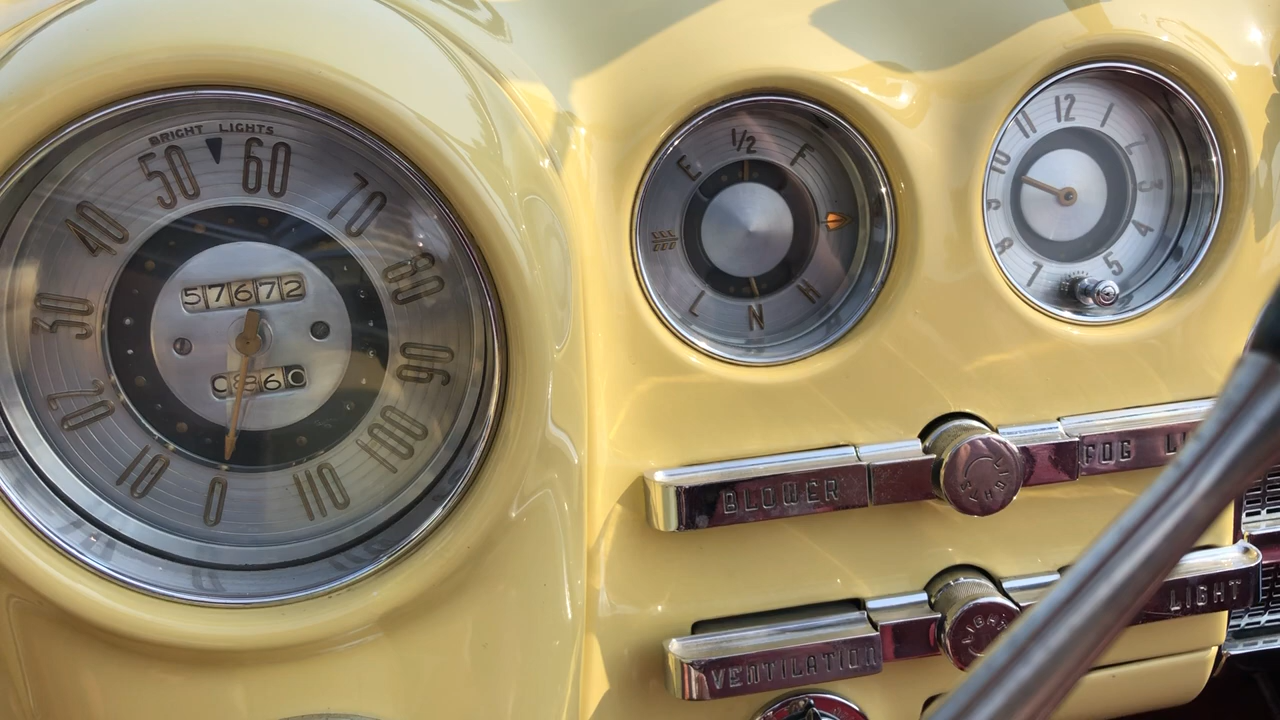 BRIGHT LIGHTS
0 10 20 30 40 50 60 70 80 90 100 110
57672
0860
E 1/2 F
12 1 2 3 4 5 7 8 9 10 11
BLOWER
LIGHTS
FOG
VENTILATION
LIGHT